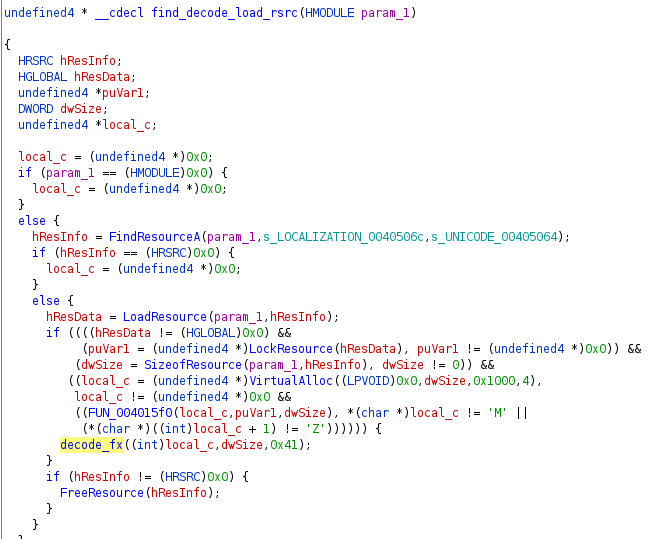 undefined4 * __cdecl find_decode_load_rsrc(HMODULE param_1)
{
HRSRC hResInfo;
HGLOBAL hResData;
undefined4 *puVar1;
DWORD dwSize;
undefined4 *local_c;
local_c = (undefined4 *)0x0;
if (param_1 == (HMODULE)0x0) {
local_c = (undefined4 *)0x0;
}
else {
hResInfo = FindResourceA(param_1,s_LOCALIZATION_0040506c,s_UNICODE_00405064);
if (hResInfo == (HRSRC)0x0) {
local_c = (undefined4 *)0x0;
}
else {
hResData = LoadResource(param_1,hResInfo);
if ((((hResData != (HGLOBAL)0x0) &&
(puVar1 = (undefined4 *)LockResource(hResData), puVar1 != (undefined4 *)0x0)) &&
(dwSize = SizeofResource(param_1,hResInfo), dwSize != 0)) &&
((local_c = (undefined4 *)VirtualAlloc((LPVOID)0x0,dwSize,0x1000,4),
local_c != (undefined4 *)0x0 &&
((FUN_004015f0(local_c,puVar1,dwSize), *(char *)local_c != 'M' ||
(*(char *)((int)local_c + 1) != 'Z')))))) {
decode_fx((int)local_c,dwSize,0x41);
}
if (hResInfo != (HRSRC)0x0) {
FreeResource(hResInfo);
}
}
}